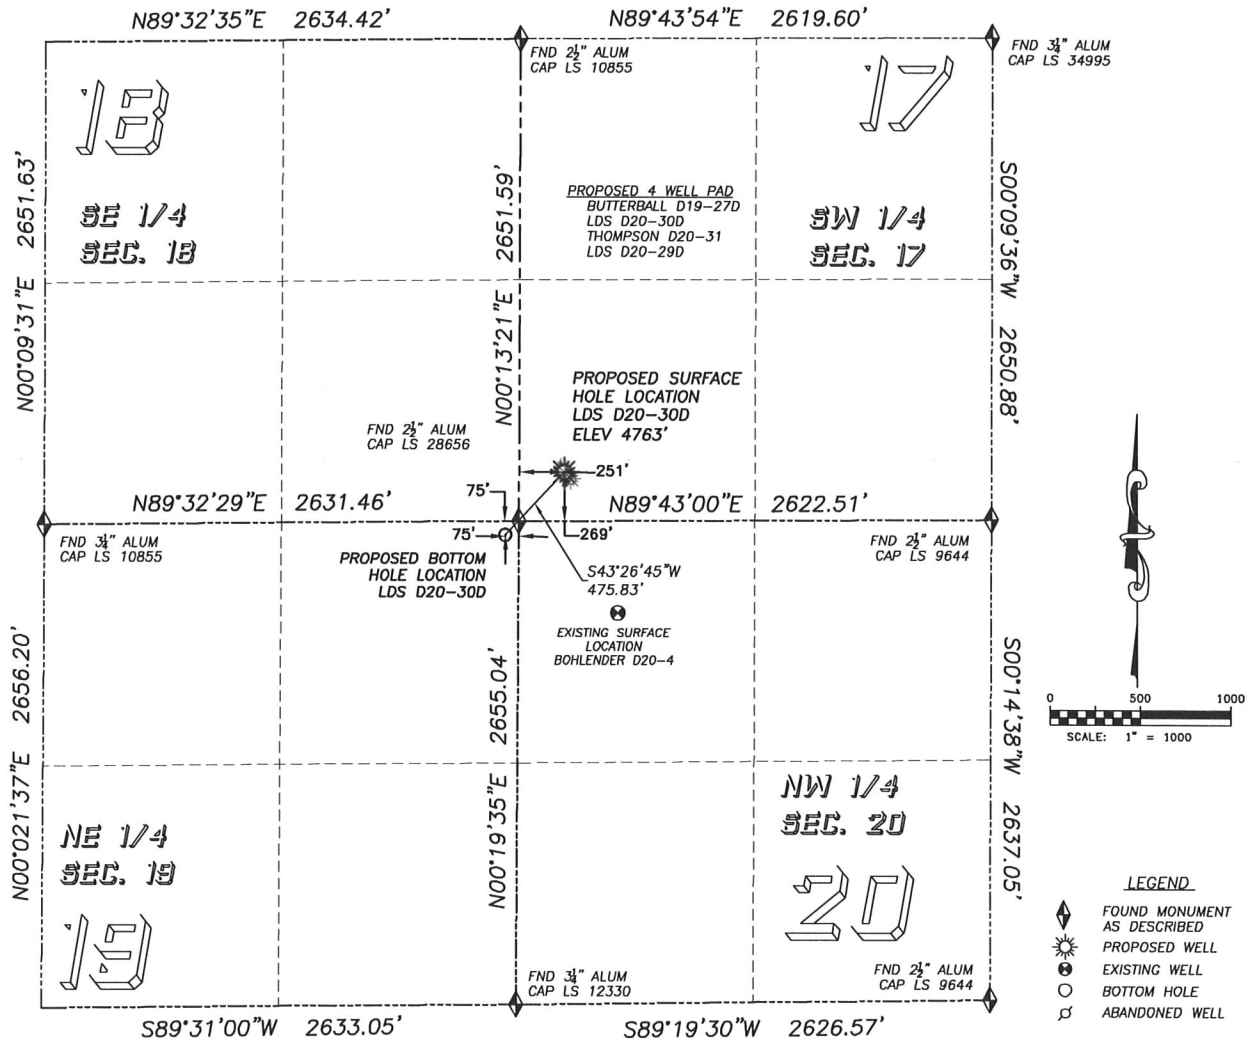 N89°32'35"E 2634.42'
N89°43'54"E 2619.60'
FND 2½" ALUM
CAP LS 10855
FND 3¼" ALUM
CAP LS 34995
18
17
N00°09'31"E 2651.63'
SE 1/4
SEC. 18
N00°13'21"E 2651.59'
PROPOSED 4 WELL PAD
BUTTERBALL D19-27D
LDS D20-30D
THOMPSON D20-31
LDS D20-29D
SW 1/4
SEC. 17
S00°09'36"W 2650.88'
PROPOSED SURFACE
HOLE LOCATION
LDS D20-30D
ELEV 4763'
FND 2½" ALUM
CAP LS 28656
251'
75'
N89°32'29"E 2631.46'
N89°43'00"E 2622.51'
75'
269'
FND 3¼" ALUM
CAP LS 10855
FND 2½" ALUM
CAP LS 9644
PROPOSED BOTTOM
HOLE LOCATION
LDS D20-30D
S43°26'45"W
475.83'
EXISTING SURFACE
LOCATION
BOHLENDER D20-4
N00°021'37"E 2656.20'
N00°19'35"E 2655.04'
S00°14'38"W 2637.05'
0 500 1000
SCALE: 1" = 1000
NW 1/4
SEC. 20
NE 1/4
SEC. 19
20
19
FND 3¼" ALUM
CAP LS 12330
FND 2½" ALUM
CAP LS 9644
S89°31'00"W 2633.05'
S89°19'30"W 2626.57'
LEGEND
FOUND MONUMENT
AS DESCRIBED
PROPOSED WELL
EXISTING WELL
BOTTOM HOLE
ABANDONED WELL